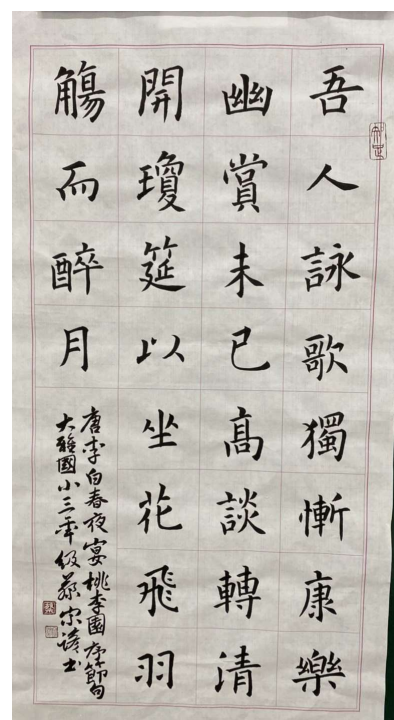 吾人詠歌獨慚康樂
幽賞未已高談轉清
開瓊筵以坐花飛羽
觴而醉月
唐李白春夜宴桃李園序節句
大雅國小三年級蔡宗諺書